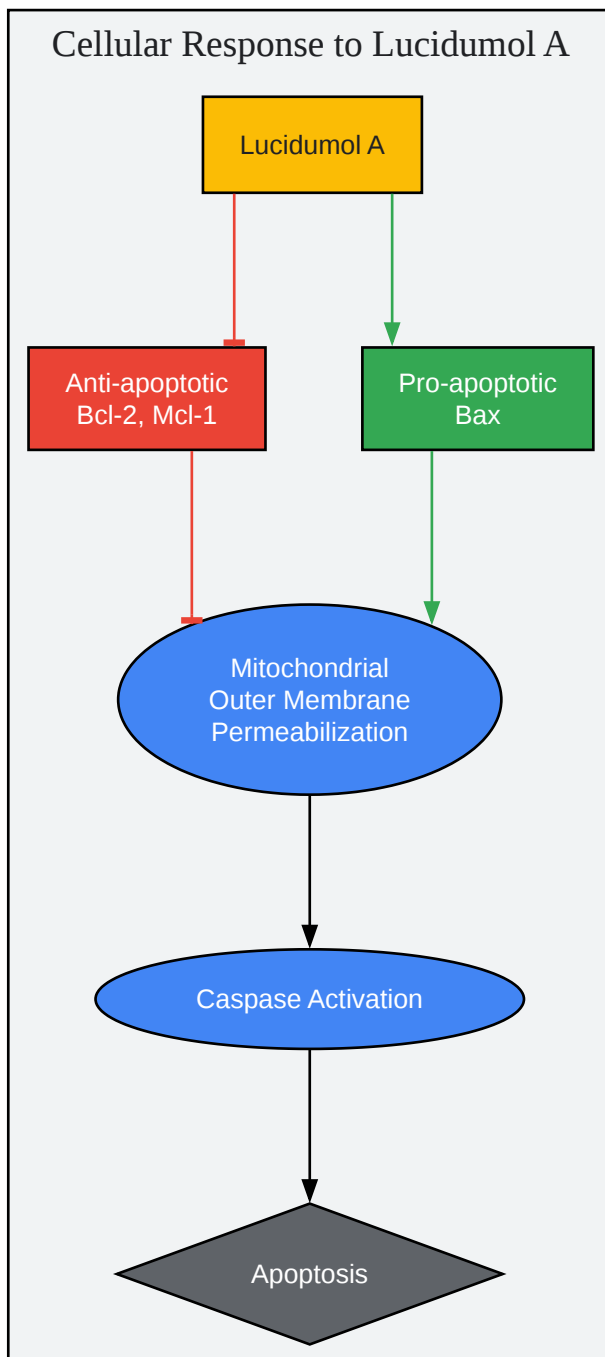 Cellular Response to Lucidumol A
Lucidumol A
Anti-apoptotic
Bcl-2, Mcl-1
Pro-apoptotic
Bax
Mitochondrial
Outer Membrane
Permeabilization
Caspase Activation
Apoptosis